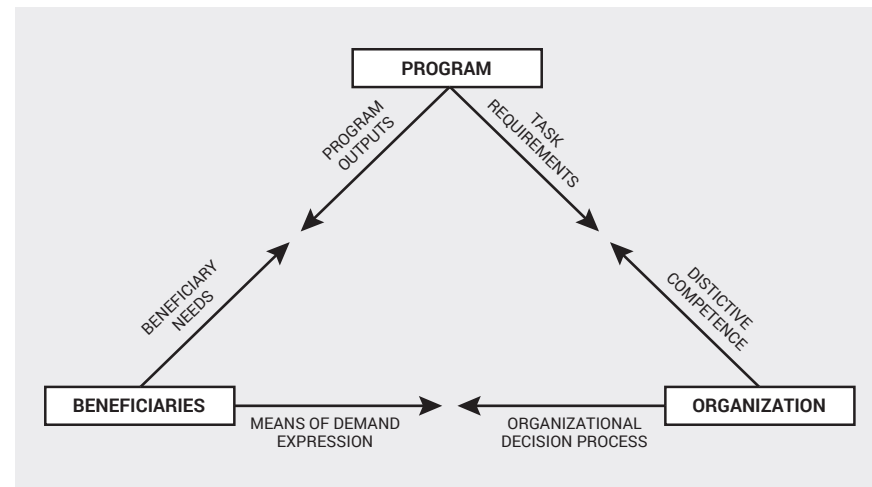 PROGRAM
PROGRAM
OUTPUTS
TASK
REQUIREMENTS
BENEFICIARY
NEEDS
DISTICTIVE
COMPETENCE
BENEFICIARIES
ORGANIZATION
MEANS OF DEMAND
EXPRESSION
ORGANIZATIONAL
DECISION PROCESS